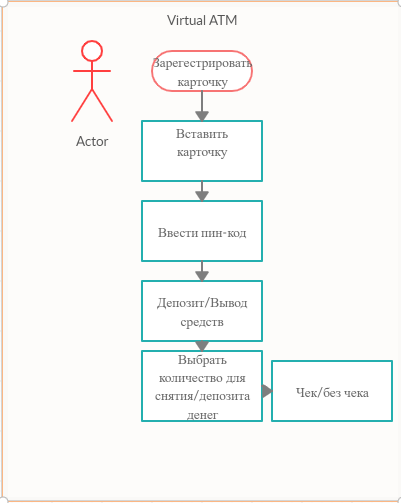 Virtual ATM
Зарегестрировать
карточку
Actor
Вставить
карточку
Ввести пин-код
Депозит/Вывод
средств
Выбрать
количество для
снятия/депозита
денег
Чек/без чека